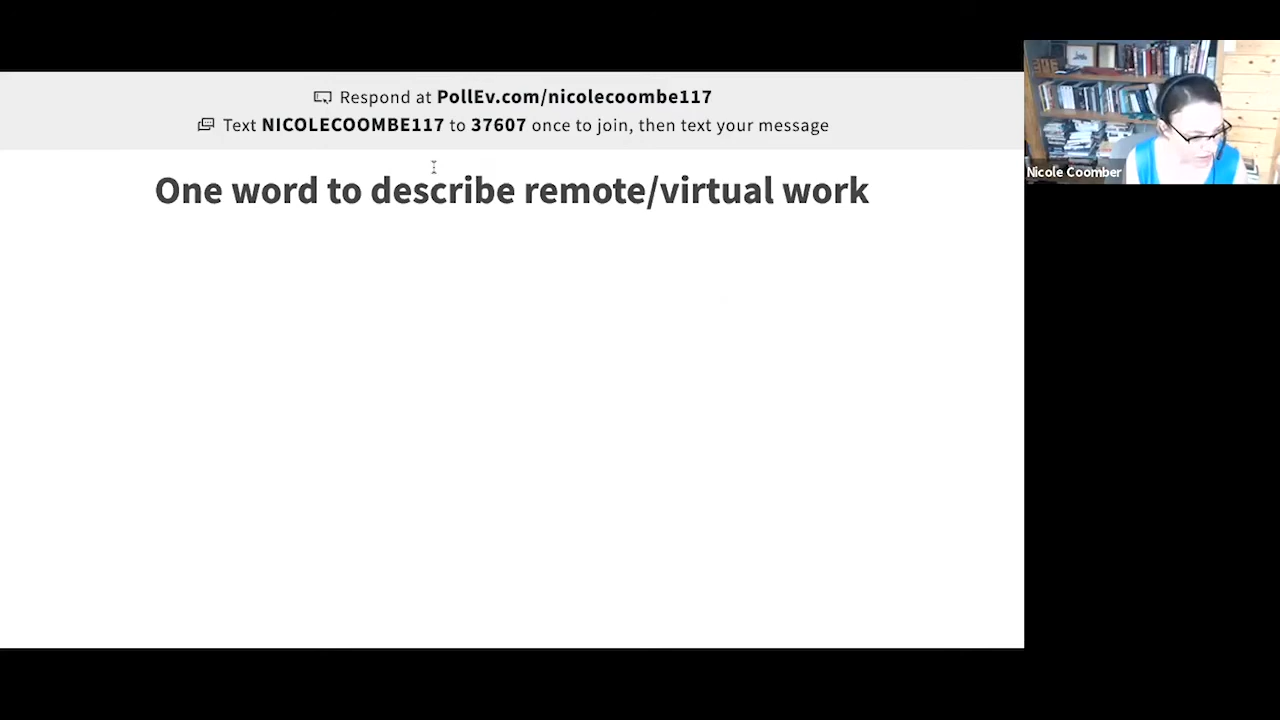 Respond at PollEv.com/nicolecoombe117
Text NICOLECOOMBE117 to 37607 once to join, then text your message
One word to describe remote/virtual work
Nicole Coomber